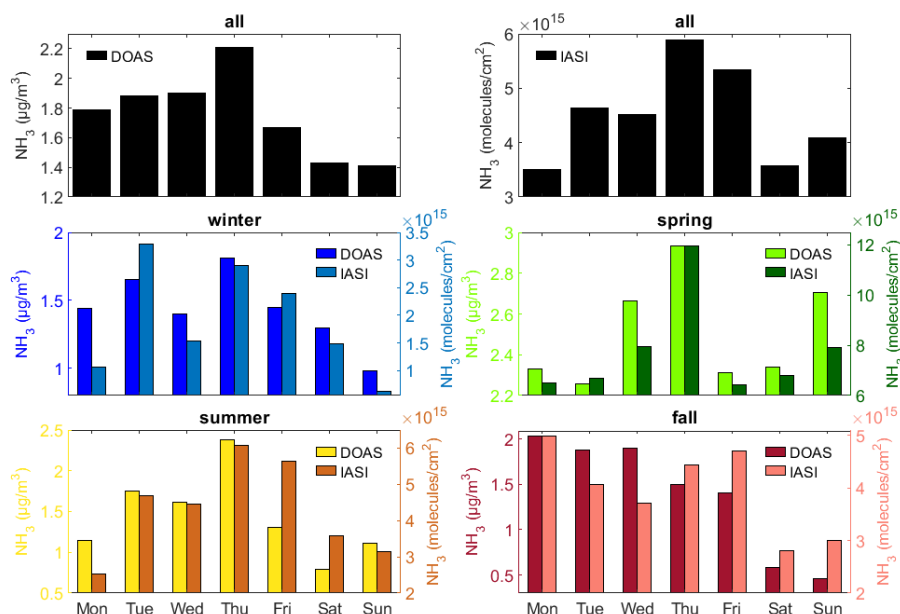 all
2.2
2
1.8
1.6
1.4
1.2
NH3 (µg/m³)
DOAS
all
×10^15
6
5
4
3
NH3 (molecules/cm²)
IASI
winter
×10^15
2
1.5
1
NH3 (µg/m³)
DOAS
IASI
3.5
3
2.5
2
1.5
1
NH3 (molecules/cm²)
spring
×10^15
3
2.8
2.6
2.4
2.2
NH3 (µg/m³)
DOAS
IASI
12
10
8
6
NH3 (molecules/cm²)
summer
×10^15
2.5
2
1.5
1
0.5
NH3 (µg/m³)
DOAS
IASI
6
5
4
3
2
NH3 (molecules/cm²)
Mon Tue Wed Thu Fri Sat Sun
fall
×10^15
2
1.5
1
0.5
NH3 (µg/m³)
DOAS
IASI
5
4
3
2
NH3 (molecules/cm²)
Mon Tue Wed Thu Fri Sat Sun